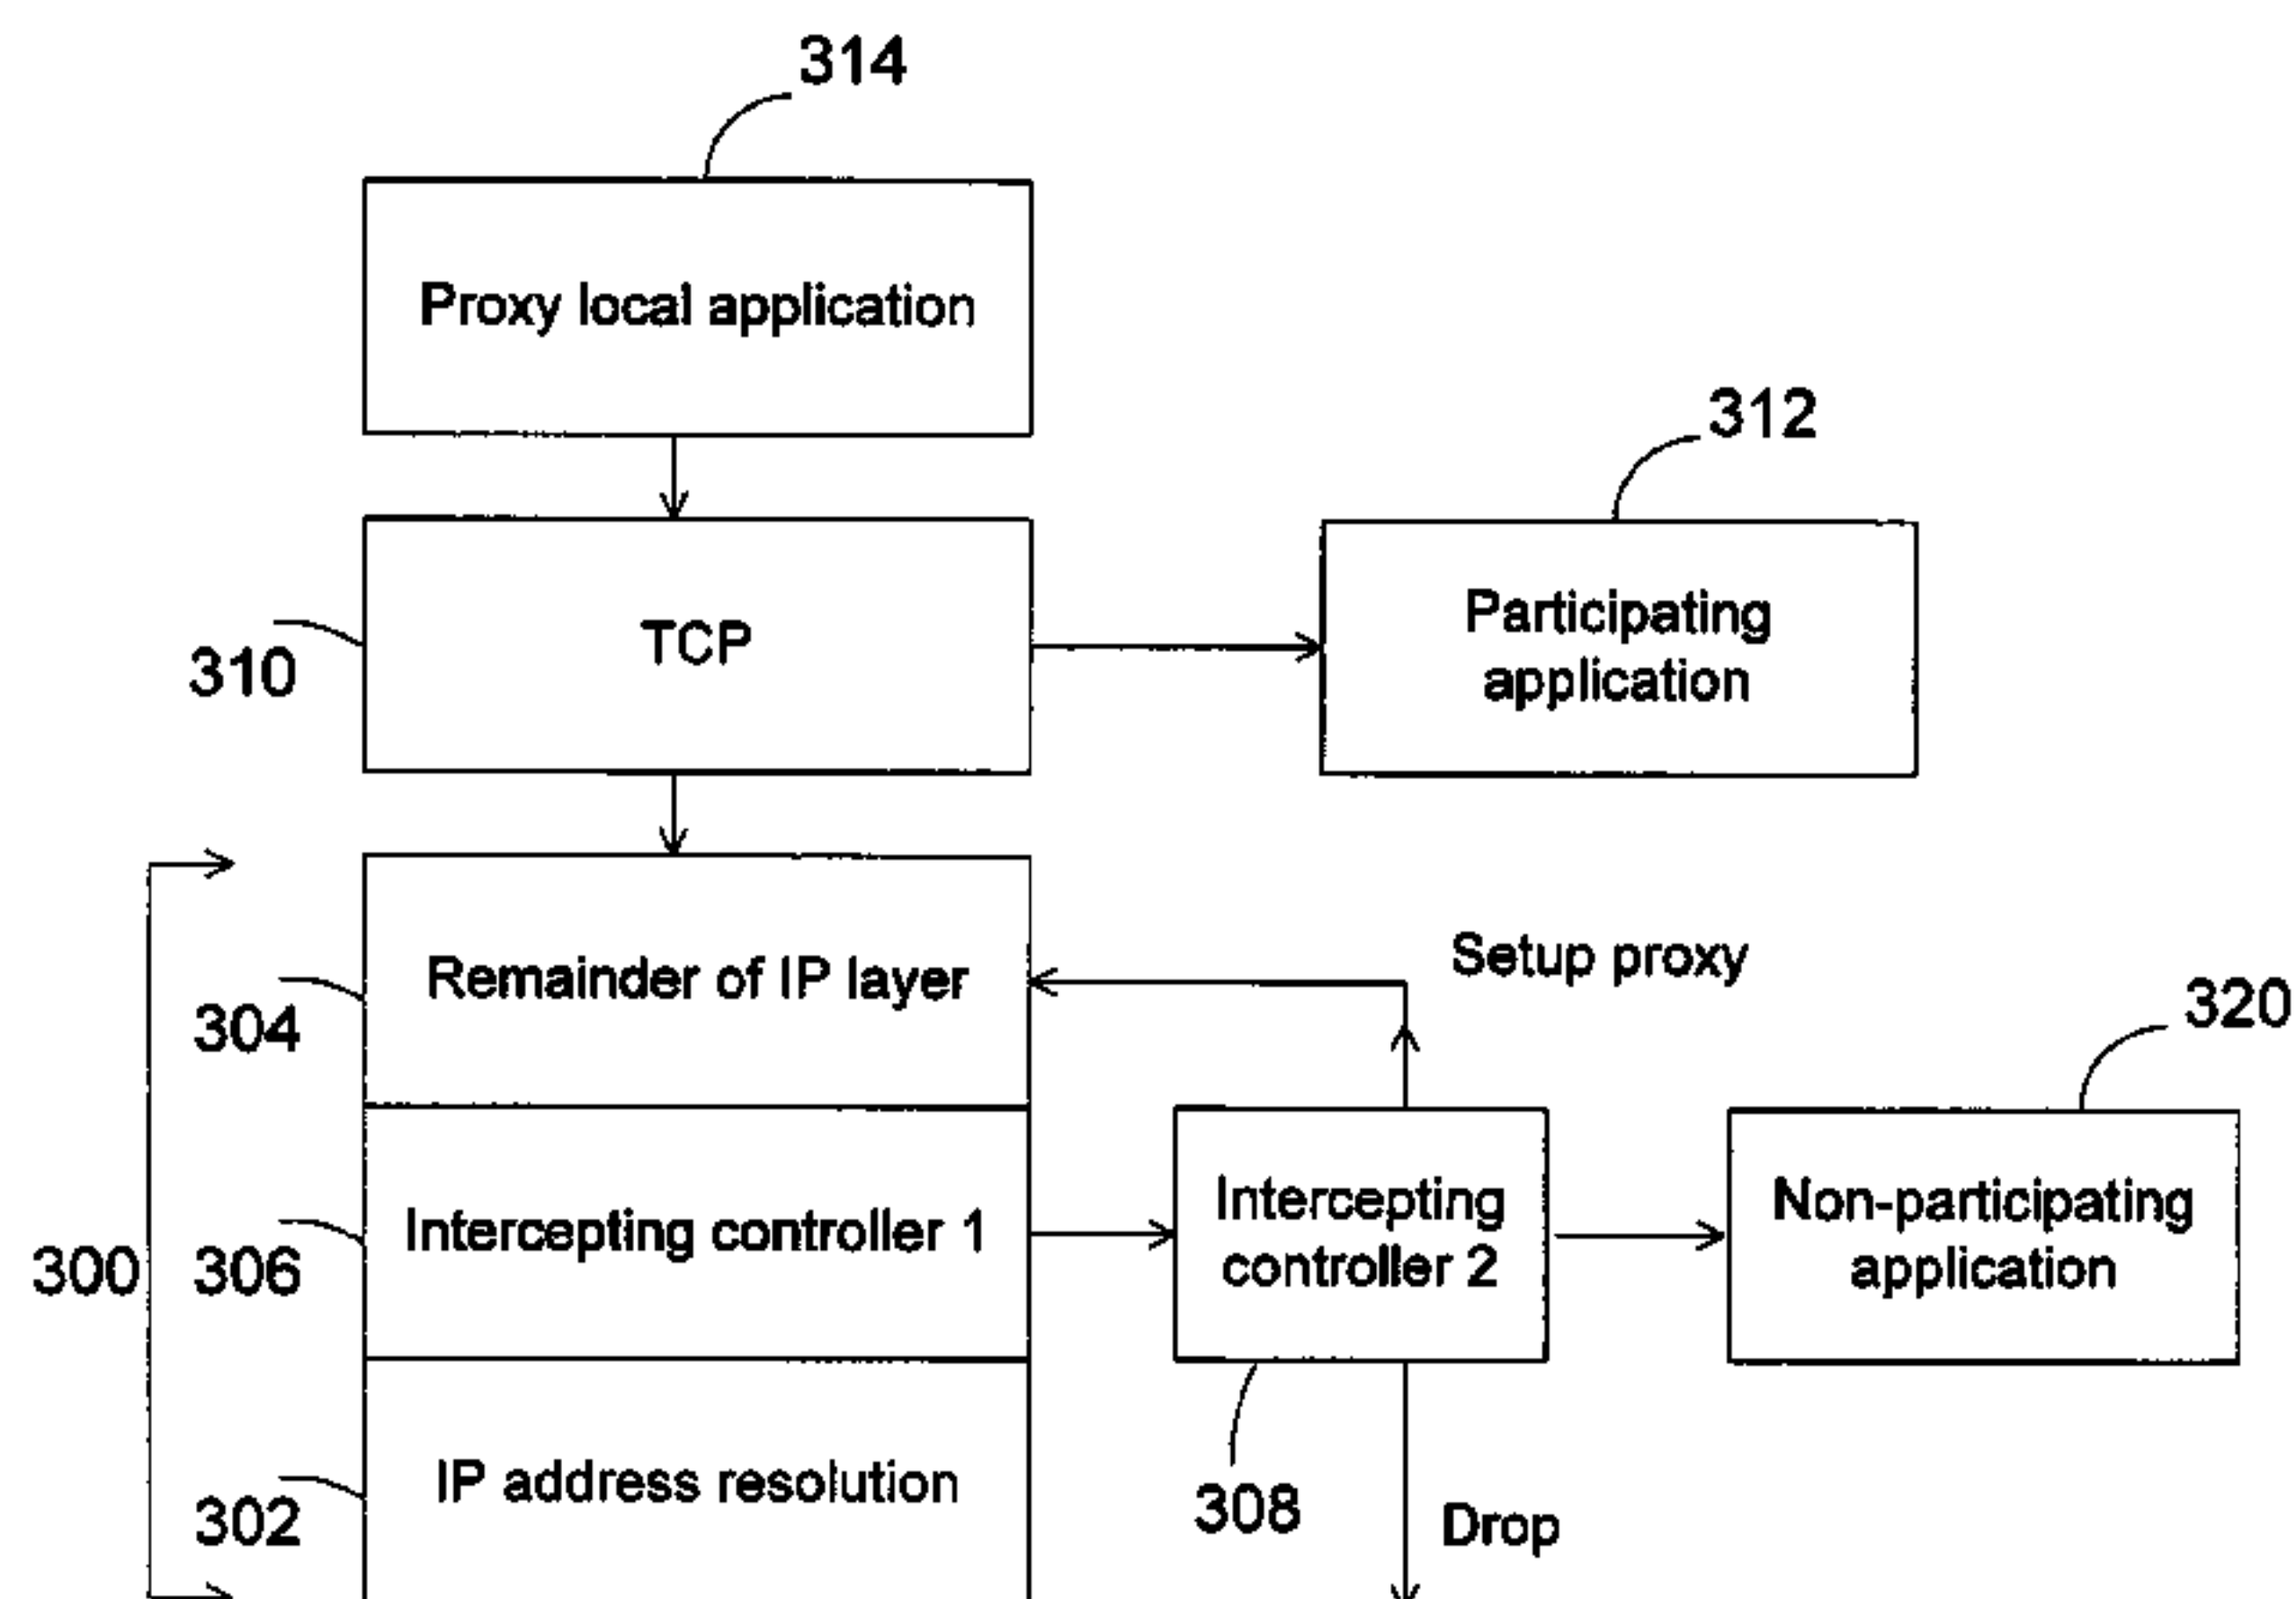 314
Proxy local application
312
TCP
Participating
application
310
Remainder of IP layer
Setup proxy
304
320
Intercepting controller 1
Intercepting
controller 2
Non-participating
application
300
306
IP address resolution
302
308
Drop